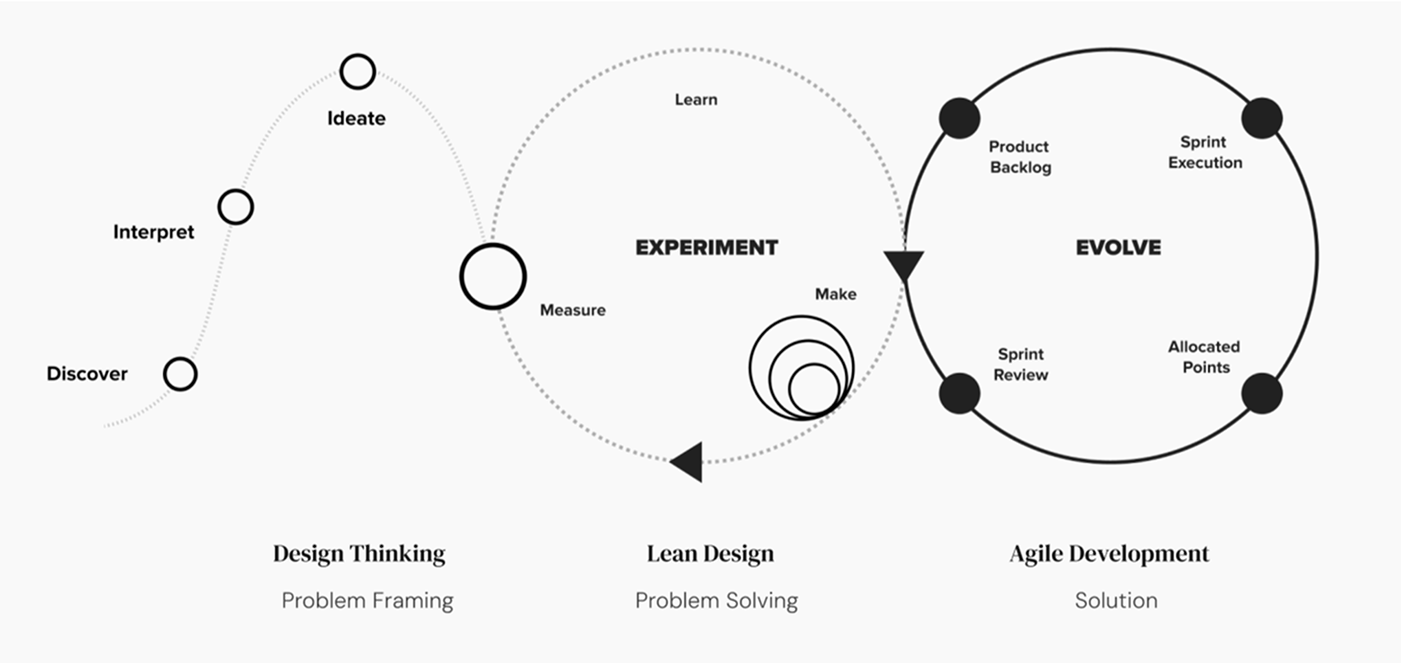 Ideate
Interpret
Discover
Learn
EXPERIMENT
Measure
Make
Product
Backlog
Sprint
Execution
EVOLVE
Sprint
Review
Allocated
Points
Design Thinking
Problem Framing
Lean Design
Problem Solving
Agile Development
Solution